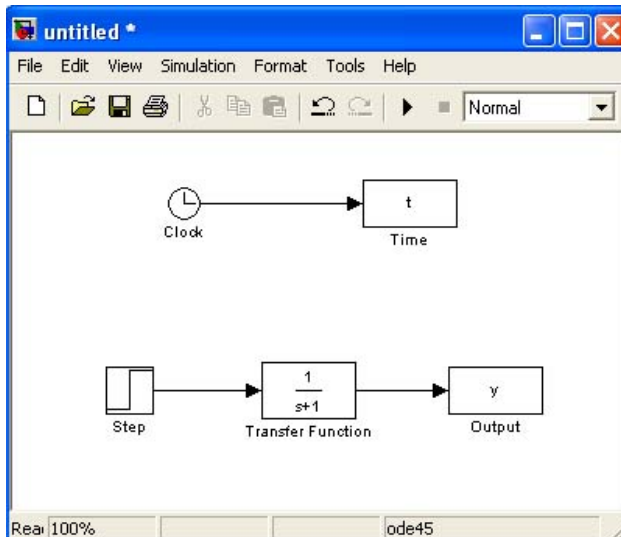 untitled *
File Edit View Simulation Format Tools Help
Normal
t
Clock
Time
1
s+1
y
Step
Transfer Function
Output
100% ode45